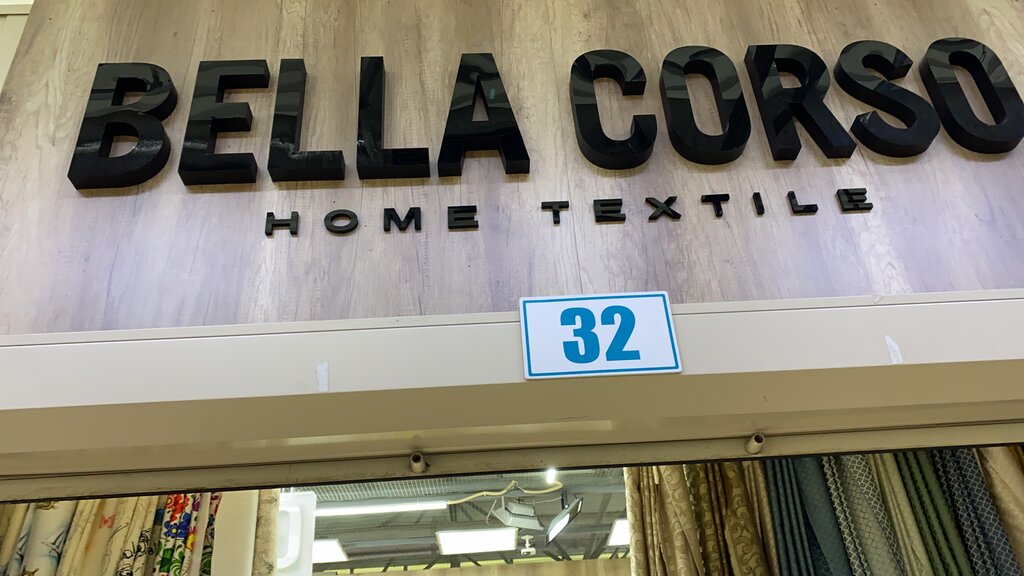 BELLA CORSO
HOME TEXTILE
32